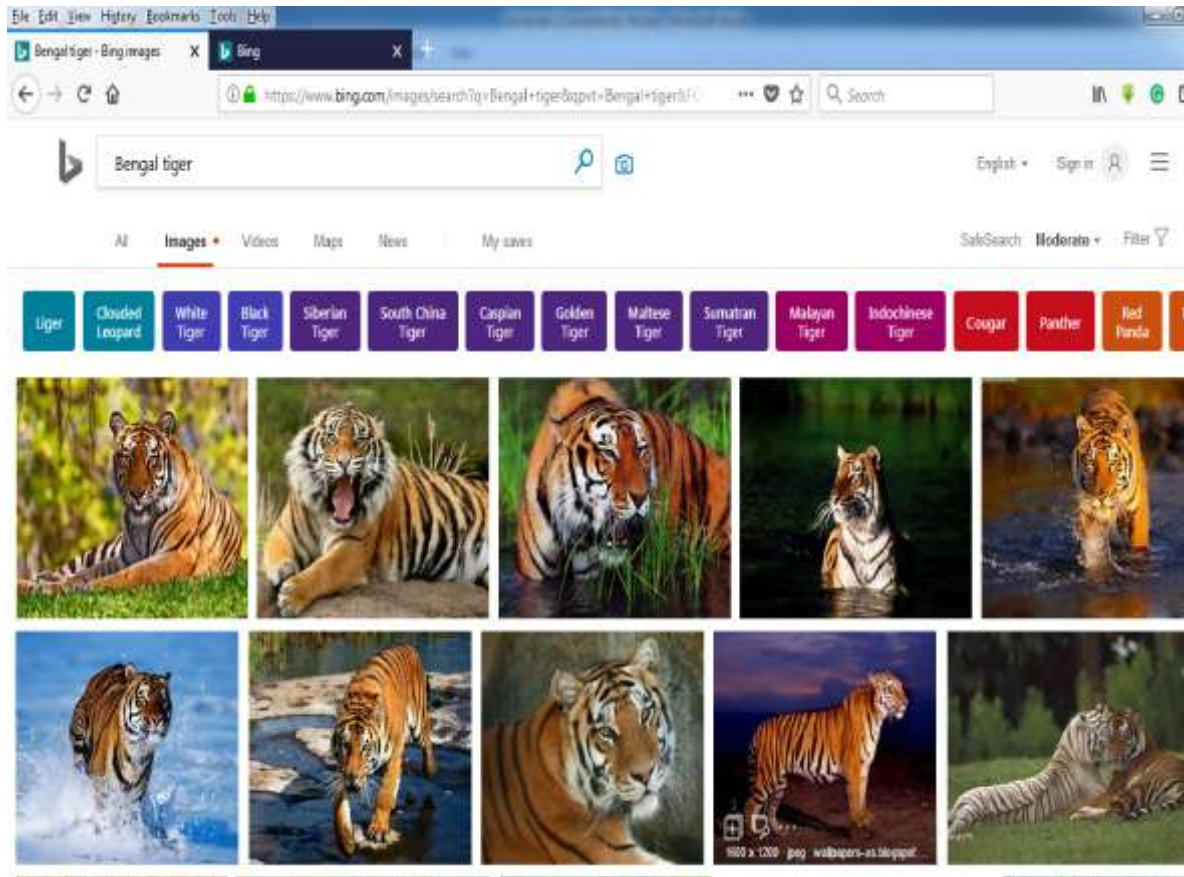 File Edit View History Bookmarks Tools Help
Bengal tiger - Bing images X Bing X +
https://www.bing.com/images/search?q=Bengal+tiger&qpvt=Bengal+tiger& ••• Search
Bengal tiger
English Sign in
All Images • Videos Maps News My saves
SafeSearch: Moderate Filter
Liger
Clouded Leopard
White Tiger
Black Tiger
Siberian Tiger
South China Tiger
Caspian Tiger
Golden Tiger
Maltese Tiger
Sumatran Tiger
Malayan Tiger
Indochinese Tiger
Cougar
Panther
Red Panda
1600 x 1200 jpeg wallpapers-as.blogspot...